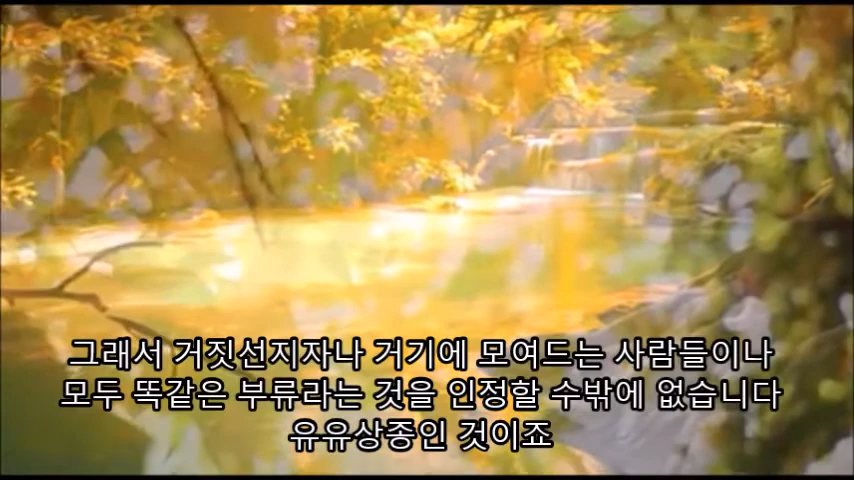 그래서 거짓선지자나 거기에 모여드는 사람들이나
모두 똑같은 부류라는 것을 인정할 수밖에 없습니다
유유상종인 것이죠